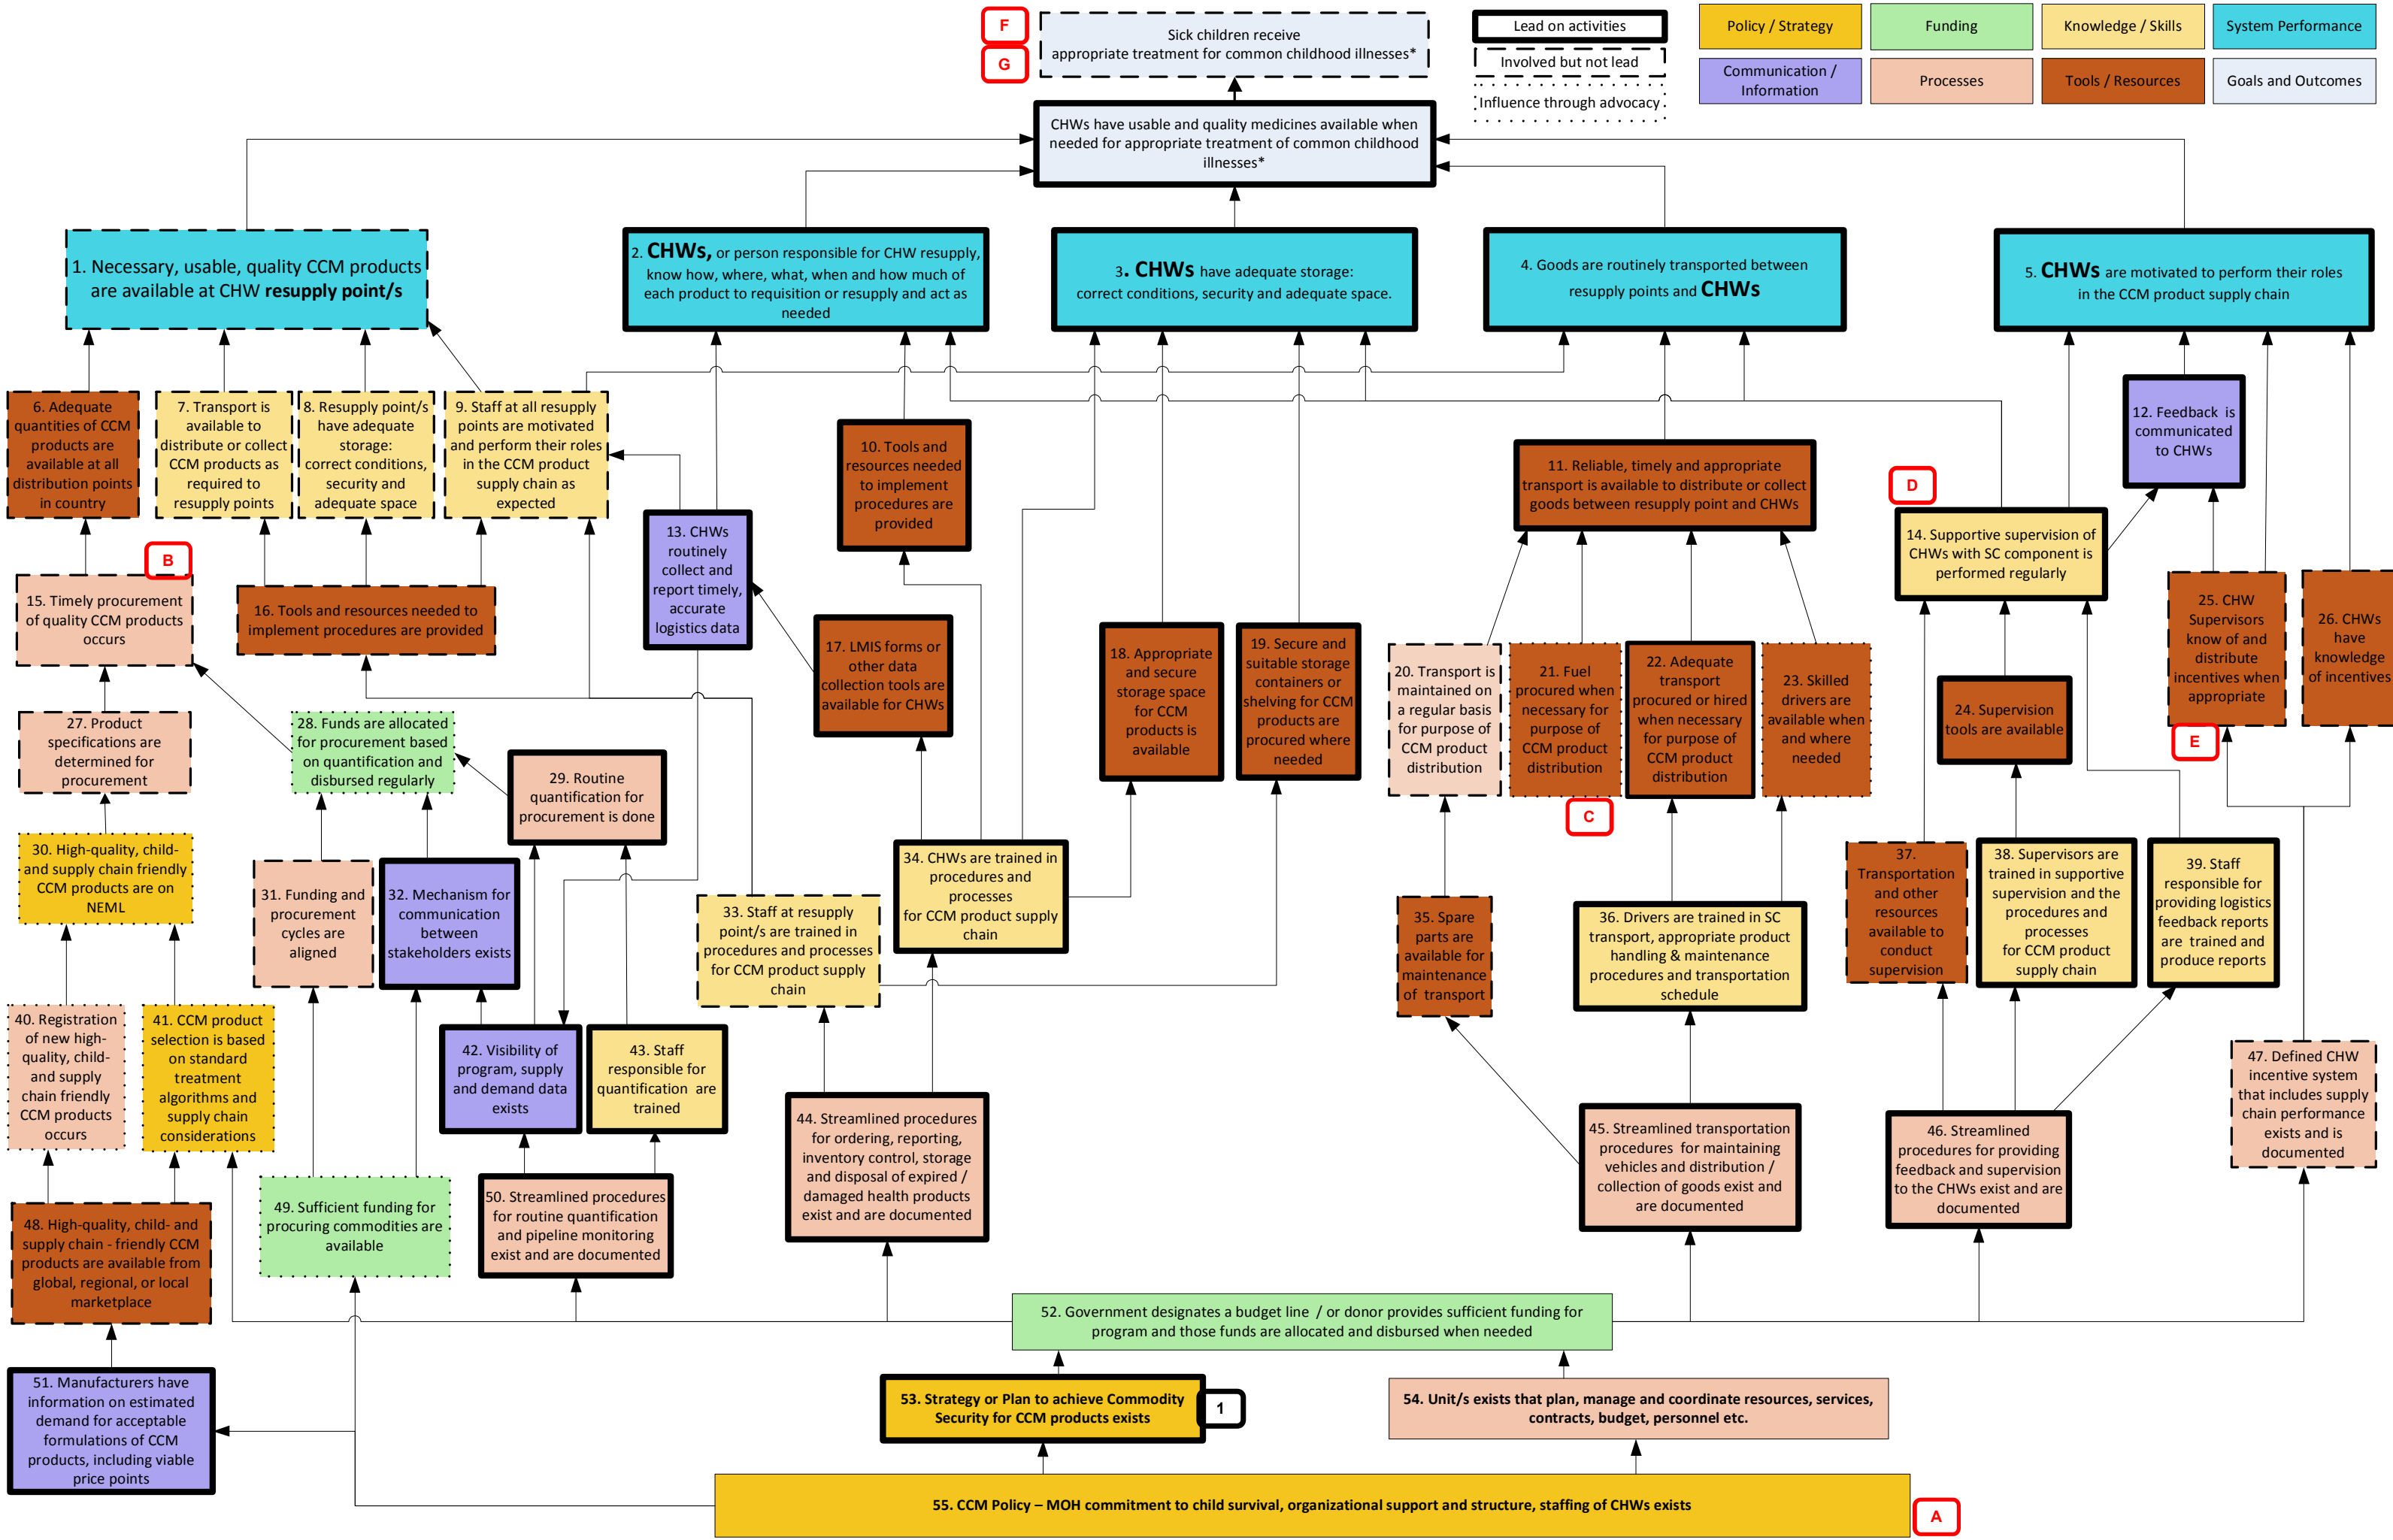 F
G
Sick children receive
appropriate treatment for common childhood illnesses*
Lead on activities
Involved but not lead
Influence through advocacy
Policy / Strategy
Funding
Knowledge / Skills
System Performance
Communication /
Information
Processes
Tools / Resources
Goals and Outcomes
CHWs have usable and quality medicines available when
needed for appropriate treatment of common childhood
illnesses*
1. Necessary, usable, quality CCM products
are available at CHW resupply point/s
2. CHWs, or person responsible for CHW resupply,
know how, where, what, when and how much of
each product to requisition or resupply and act as
needed
3. CHWs have adequate storage:
correct conditions, security and adequate space.
4. Goods are routinely transported between
resupply points and CHWs
5. CHWs are motivated to perform their roles
in the CCM product supply chain
6. Adequate
quantities of CCM
products are
available at all
distribution points
in country
7. Transport is
available to
distribute or collect
CCM products as
required to
resupply points
8. Resupply point/s
have adequate
storage:
correct conditions,
security and
adequate space
9. Staff at all resupply
points are motivated
and perform their roles
in the CCM product
supply chain as
expected
10. Tools and
resources needed
to implement
procedures are
provided
11. Reliable, timely and appropriate
transport is available to distribute or collect
goods between resupply point and CHWs
12. Feedback is
communicated
to CHWs
13. CHWs
routinely
collect and
report timely,
accurate
logistics data
D
14. Supportive supervision of
CHWs with SC component is
performed regularly
B
15. Timely procurement
of quality CCM products
occurs
16. Tools and resources needed to
implement procedures are provided
17. LMIS forms or
other data
collection tools are
available for CHWs
18. Appropriate
and secure
storage space
for CCM
products is
available
19. Secure and
suitable storage
containers or
shelving for CCM
products are
procured where
needed
20. Transport is
maintained on
a regular basis
for purpose of
CCM product
distribution
21. Fuel
procured when
necessary for
purpose of
CCM product
distribution
C
22. Adequate
transport
procured or hired
when necessary
for purpose of
CCM product
distribution
23. Skilled
drivers are
available when
and where
needed
24. Supervision
tools are available
25. CHW
Supervisors
know of and
distribute
incentives when
appropriate
E
26. CHWs
have
knowledge
of incentives
27. Product
specifications are
determined for
procurement
28. Funds are allocated
for procurement based
on quantification and
disbursed regularly
29. Routine
quantification for
procurement is done
30. High-quality, child-
and supply chain friendly
CCM products are on
NEML
31. Funding and
procurement
cycles are
aligned
32. Mechanism for
communication
between
stakeholders exists
33. Staff at resupply
point/s are trained in
procedures and processes
for CCM product supply
chain
34. CHWs are trained in
procedures and
processes
for CCM product supply
chain
35. Spare
parts are
available for
maintenance
of transport
36. Drivers are trained in SC
transport, appropriate product
handling & maintenance
procedures and transportation
schedule
37.
Transportation
and other
resources
available to
conduct
supervision
38. Supervisors are
trained in supportive
supervision and the
procedures and
processes
for CCM product
supply chain
39. Staff
responsible for
providing logistics
feedback reports
are trained and
produce reports
40. Registration
of new high-
quality, child-
and supply
chain friendly
CCM products
occurs
41. CCM product
selection is based
on standard
treatment
algorithms and
supply chain
considerations
42. Visibility of
program, supply
and demand data
exists
43. Staff
responsible for
quantification are
trained
44. Streamlined procedures
for ordering, reporting,
inventory control, storage
and disposal of expired /
damaged health products
exist and are documented
45. Streamlined transportation
procedures for maintaining
vehicles and distribution /
collection of goods exist and
are documented
46. Streamlined
procedures for providing
feedback and supervision
to the CHWs exist and are
documented
47. Defined CHW
incentive system
that includes supply
chain performance
exists and is
documented
48. High-quality, child- and
supply chain - friendly CCM
products are available from
global, regional, or local
marketplace
49. Sufficient funding for
procuring commodities are
available
50. Streamlined procedures
for routine quantification
and pipeline monitoring
exist and are documented
51. Manufacturers have
information on estimated
demand for acceptable
formulations of CCM
products, including viable
price points
52. Government designates a budget line / or donor provides sufficient funding for
program and those funds are allocated and disbursed when needed
53. Strategy or Plan to achieve Commodity
Security for CCM products exists
1
54. Unit/s exists that plan, manage and coordinate resources, services,
contracts, budget, personnel etc.
55. CCM Policy – MOH commitment to child survival, organizational support and structure, staffing of CHWs exists
A